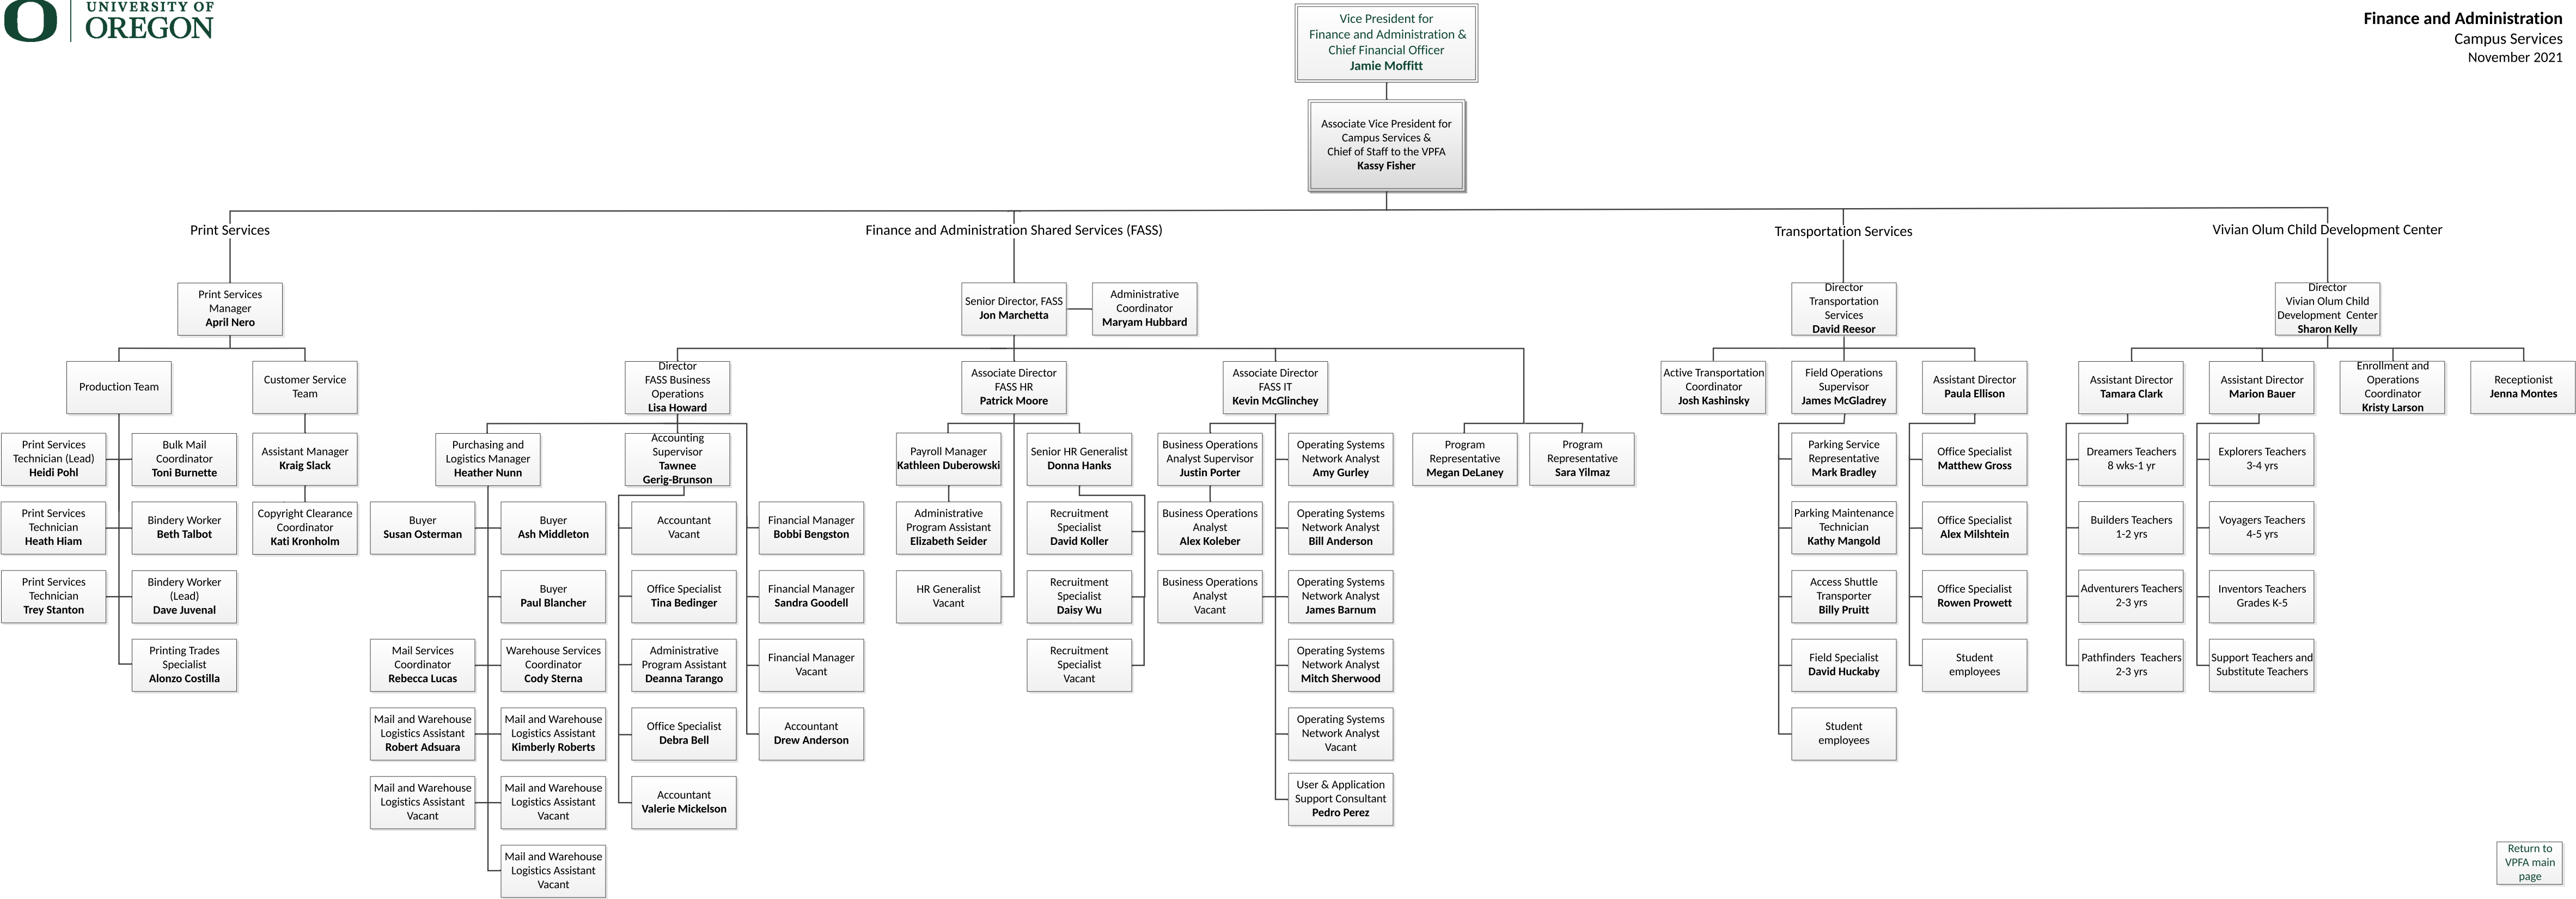 UNIVERSITY OF
OREGON
Finance and Administration
Campus Services
November 2021
Vice President for
Finance and Administration &
Chief Financial Officer
Jamie Moffitt
Associate Vice President for
Campus Services &
Chief of Staff to the VPFA
Kassy Fisher
Print Services
Finance and Administration Shared Services (FASS)
Transportation Services
Vivian Olum Child Development Center
Print Services
Manager
April Nero
Production Team
Customer Service
Team
Print Services
Technician (Lead)
Heidi Pohl
Bulk Mail
Coordinator
Toni Burnette
Assistant Manager
Kraig Slack
Print Services
Technician
Heath Hiam
Bindery Worker
Beth Talbot
Copyright Clearance
Coordinator
Kati Kronholm
Print Services
Technician
Trey Stanton
Bindery Worker
(Lead)
Dave Juvenal
Printing Trades
Specialist
Alonzo Costilla
Senior Director, FASS
Jon Marchetta
Administrative
Coordinator
Maryam Hubbard
Director
FASS Business
Operations
Lisa Howard
Associate Director
FASS HR
Patrick Moore
Associate Director
FASS IT
Kevin McGlinchey
Purchasing and
Logistics Manager
Heather Nunn
Accounting
Supervisor
Tawnee
Gerig-Brunson
Buyer
Susan Osterman
Buyer
Ash Middleton
Accountant
Vacant
Financial Manager
Bobbi Bengston
Buyer
Paul Blancher
Office Specialist
Tina Bedinger
Financial Manager
Sandra Goodell
Mail Services
Coordinator
Rebecca Lucas
Warehouse Services
Coordinator
Cody Sterna
Administrative
Program Assistant
Deanna Tarango
Financial Manager
Vacant
Mail and Warehouse
Logistics Assistant
Robert Adsuara
Mail and Warehouse
Logistics Assistant
Kimberly Roberts
Office Specialist
Debra Bell
Accountant
Drew Anderson
Mail and Warehouse
Logistics Assistant
Vacant
Mail and Warehouse
Logistics Assistant
Vacant
Accountant
Valerie Mickelson
Mail and Warehouse
Logistics Assistant
Vacant
Payroll Manager
Kathleen Duberowski
Senior HR Generalist
Donna Hanks
Administrative
Program Assistant
Elizabeth Seider
Recruitment
Specialist
David Koller
HR Generalist
Vacant
Recruitment
Specialist
Daisy Wu
Recruitment
Specialist
Vacant
Business Operations
Analyst Supervisor
Justin Porter
Operating Systems
Network Analyst
Amy Gurley
Business Operations
Analyst
Alex Koleber
Operating Systems
Network Analyst
Bill Anderson
Business Operations
Analyst
Vacant
Operating Systems
Network Analyst
James Barnum
Operating Systems
Network Analyst
Mitch Sherwood
Operating Systems
Network Analyst
Vacant
User & Application
Support Consultant
Pedro Perez
Program
Representative
Megan DeLaney
Program
Representative
Sara Yilmaz
Director
Transportation
Services
David Reesor
Active Transportation
Coordinator
Josh Kashinsky
Field Operations
Supervisor
James McGladrey
Assistant Director
Paula Ellison
Parking Service
Representative
Mark Bradley
Office Specialist
Matthew Gross
Parking Maintenance
Technician
Kathy Mangold
Office Specialist
Alex Milshtein
Access Shuttle
Transporter
Billy Pruitt
Office Specialist
Rowen Prowett
Field Specialist
David Huckaby
Student
employees
Student
employees
Director
Vivian Olum Child
Development Center
Sharon Kelly
Assistant Director
Tamara Clark
Assistant Director
Marion Bauer
Enrollment and
Operations
Coordinator
Kristy Larson
Receptionist
Jenna Montes
Dreamers Teachers
8 wks-1 yr
Explorers Teachers
3-4 yrs
Builders Teachers
1-2 yrs
Voyagers Teachers
4-5 yrs
Adventurers Teachers
2-3 yrs
Inventors Teachers
Grades K-5
Pathfinders Teachers
2-3 yrs
Support Teachers and
Substitute Teachers
Return to
VPFA main
page